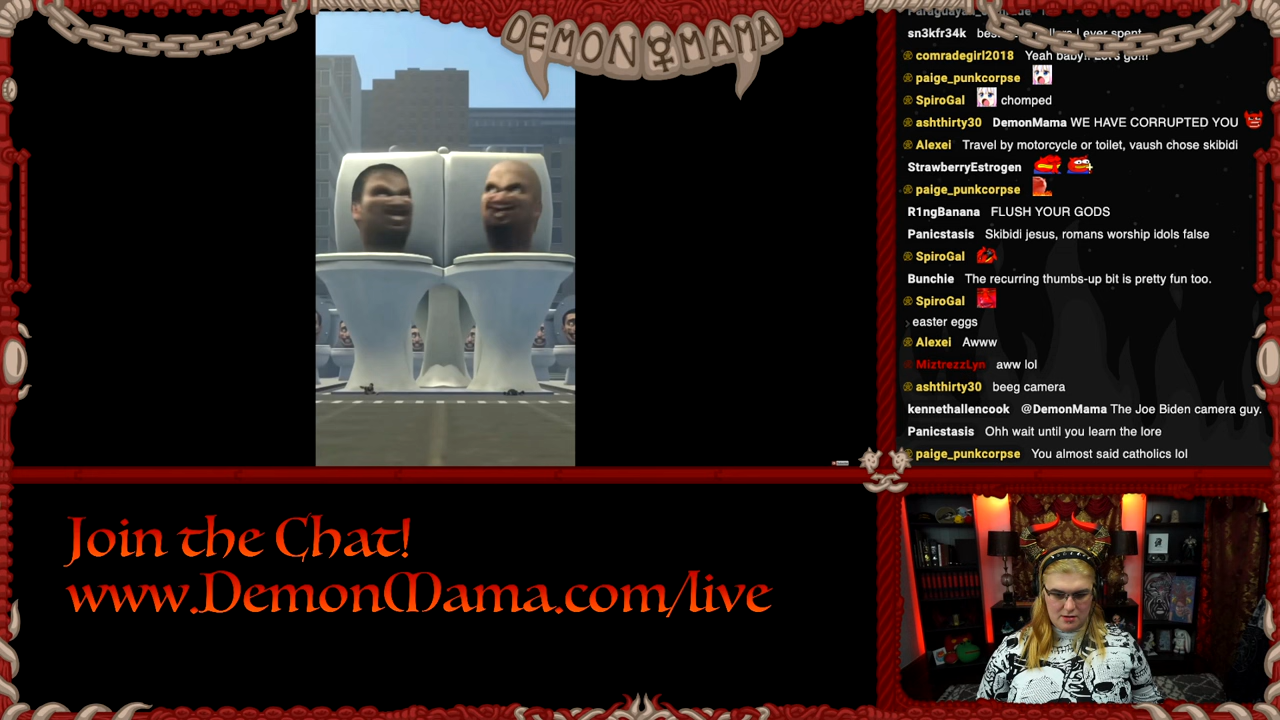 DEMON MAMA
sn3kfr34k best I ever spent
comradegirl2018 Yeah baby!! Let's go!!!
paige_punkcorpse
SpiroGal chomped
ashthirty30 DemonMama WE HAVE CORRUPTED YOU
Alexei Travel by motorcycle or toilet, vaush chose skibidi
StrawberryEstrogen
paige_punkcorpse
R1ngBanana FLUSH YOUR GODS
Panicstasis Skibidi jesus, romans worship idols false
SpiroGal
Bunchie The recurring thumbs-up bit is pretty fun too.
SpiroGal
easter eggs
Alexei Awww
MiztrezzLyn aww lol
ashthirty30 beeg camera
kennethallencook @DemonMama The Joe Biden camera guy.
Panicstasis Ohh wait until you learn the lore
paige_punkcorpse You almost said catholics lol
Join the Chat!
www.DemonMama.com/live